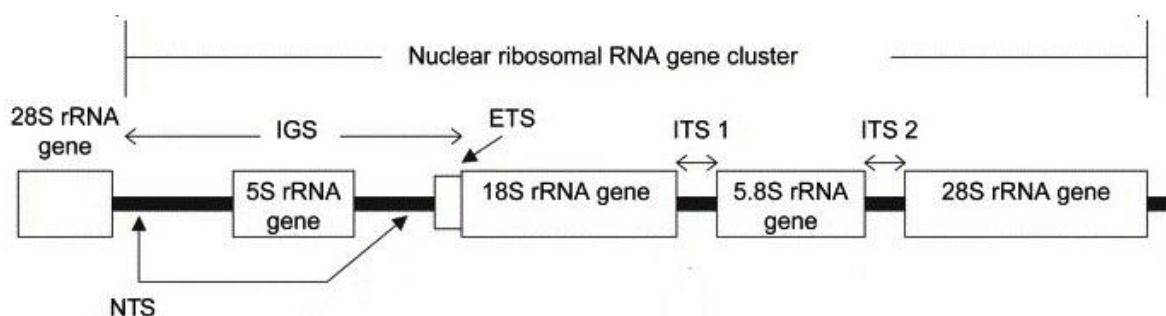 Nuclear ribosomal RNA gene cluster
28S rRNA
gene
IGS
ETS
ITS 1
ITS 2
5S rRNA
gene
18S rRNA gene
5.8S rRNA
gene
28S rRNA gene
NTS